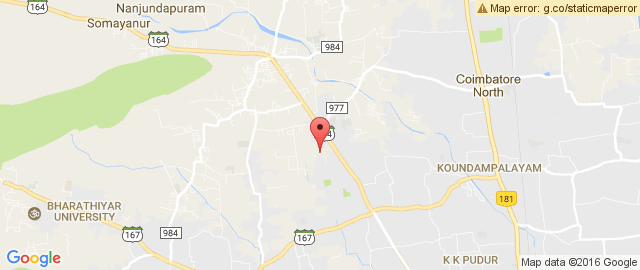 Nanjundapuram
Map error: g.co/staticmaperror
Somayanur
164
164
984
Coimbatore
North
977
4
KOUNDAMPALAYAM
181
BHARATHIYAR
UNIVERSITY
167
984
167
K K PUDUR
Google
Map data ©2016 Google